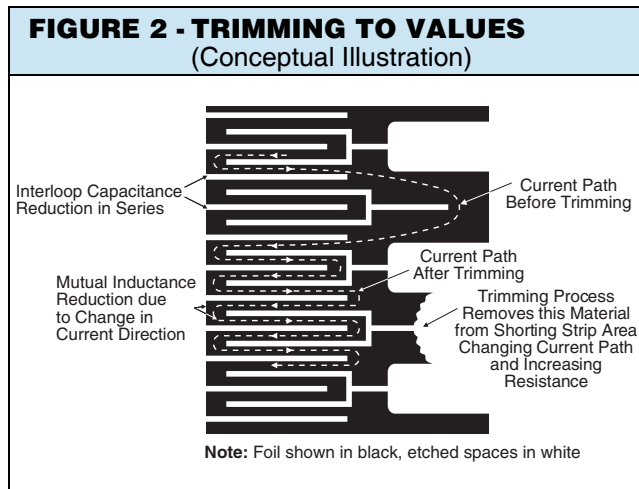 FIGURE 2 - TRIMMING TO VALUES
(Conceptual Illustration)
Interloop Capacitance
Reduction in Series
Current Path
Before Trimming
Mutual Inductance
Reduction due
to Change in
Current Direction
Current Path
After Trimming
Trimming Process
Removes this Material
from Shorting Strip Area
Changing Current Path
and Increasing
Resistance
Note: Foil shown in black, etched spaces in white